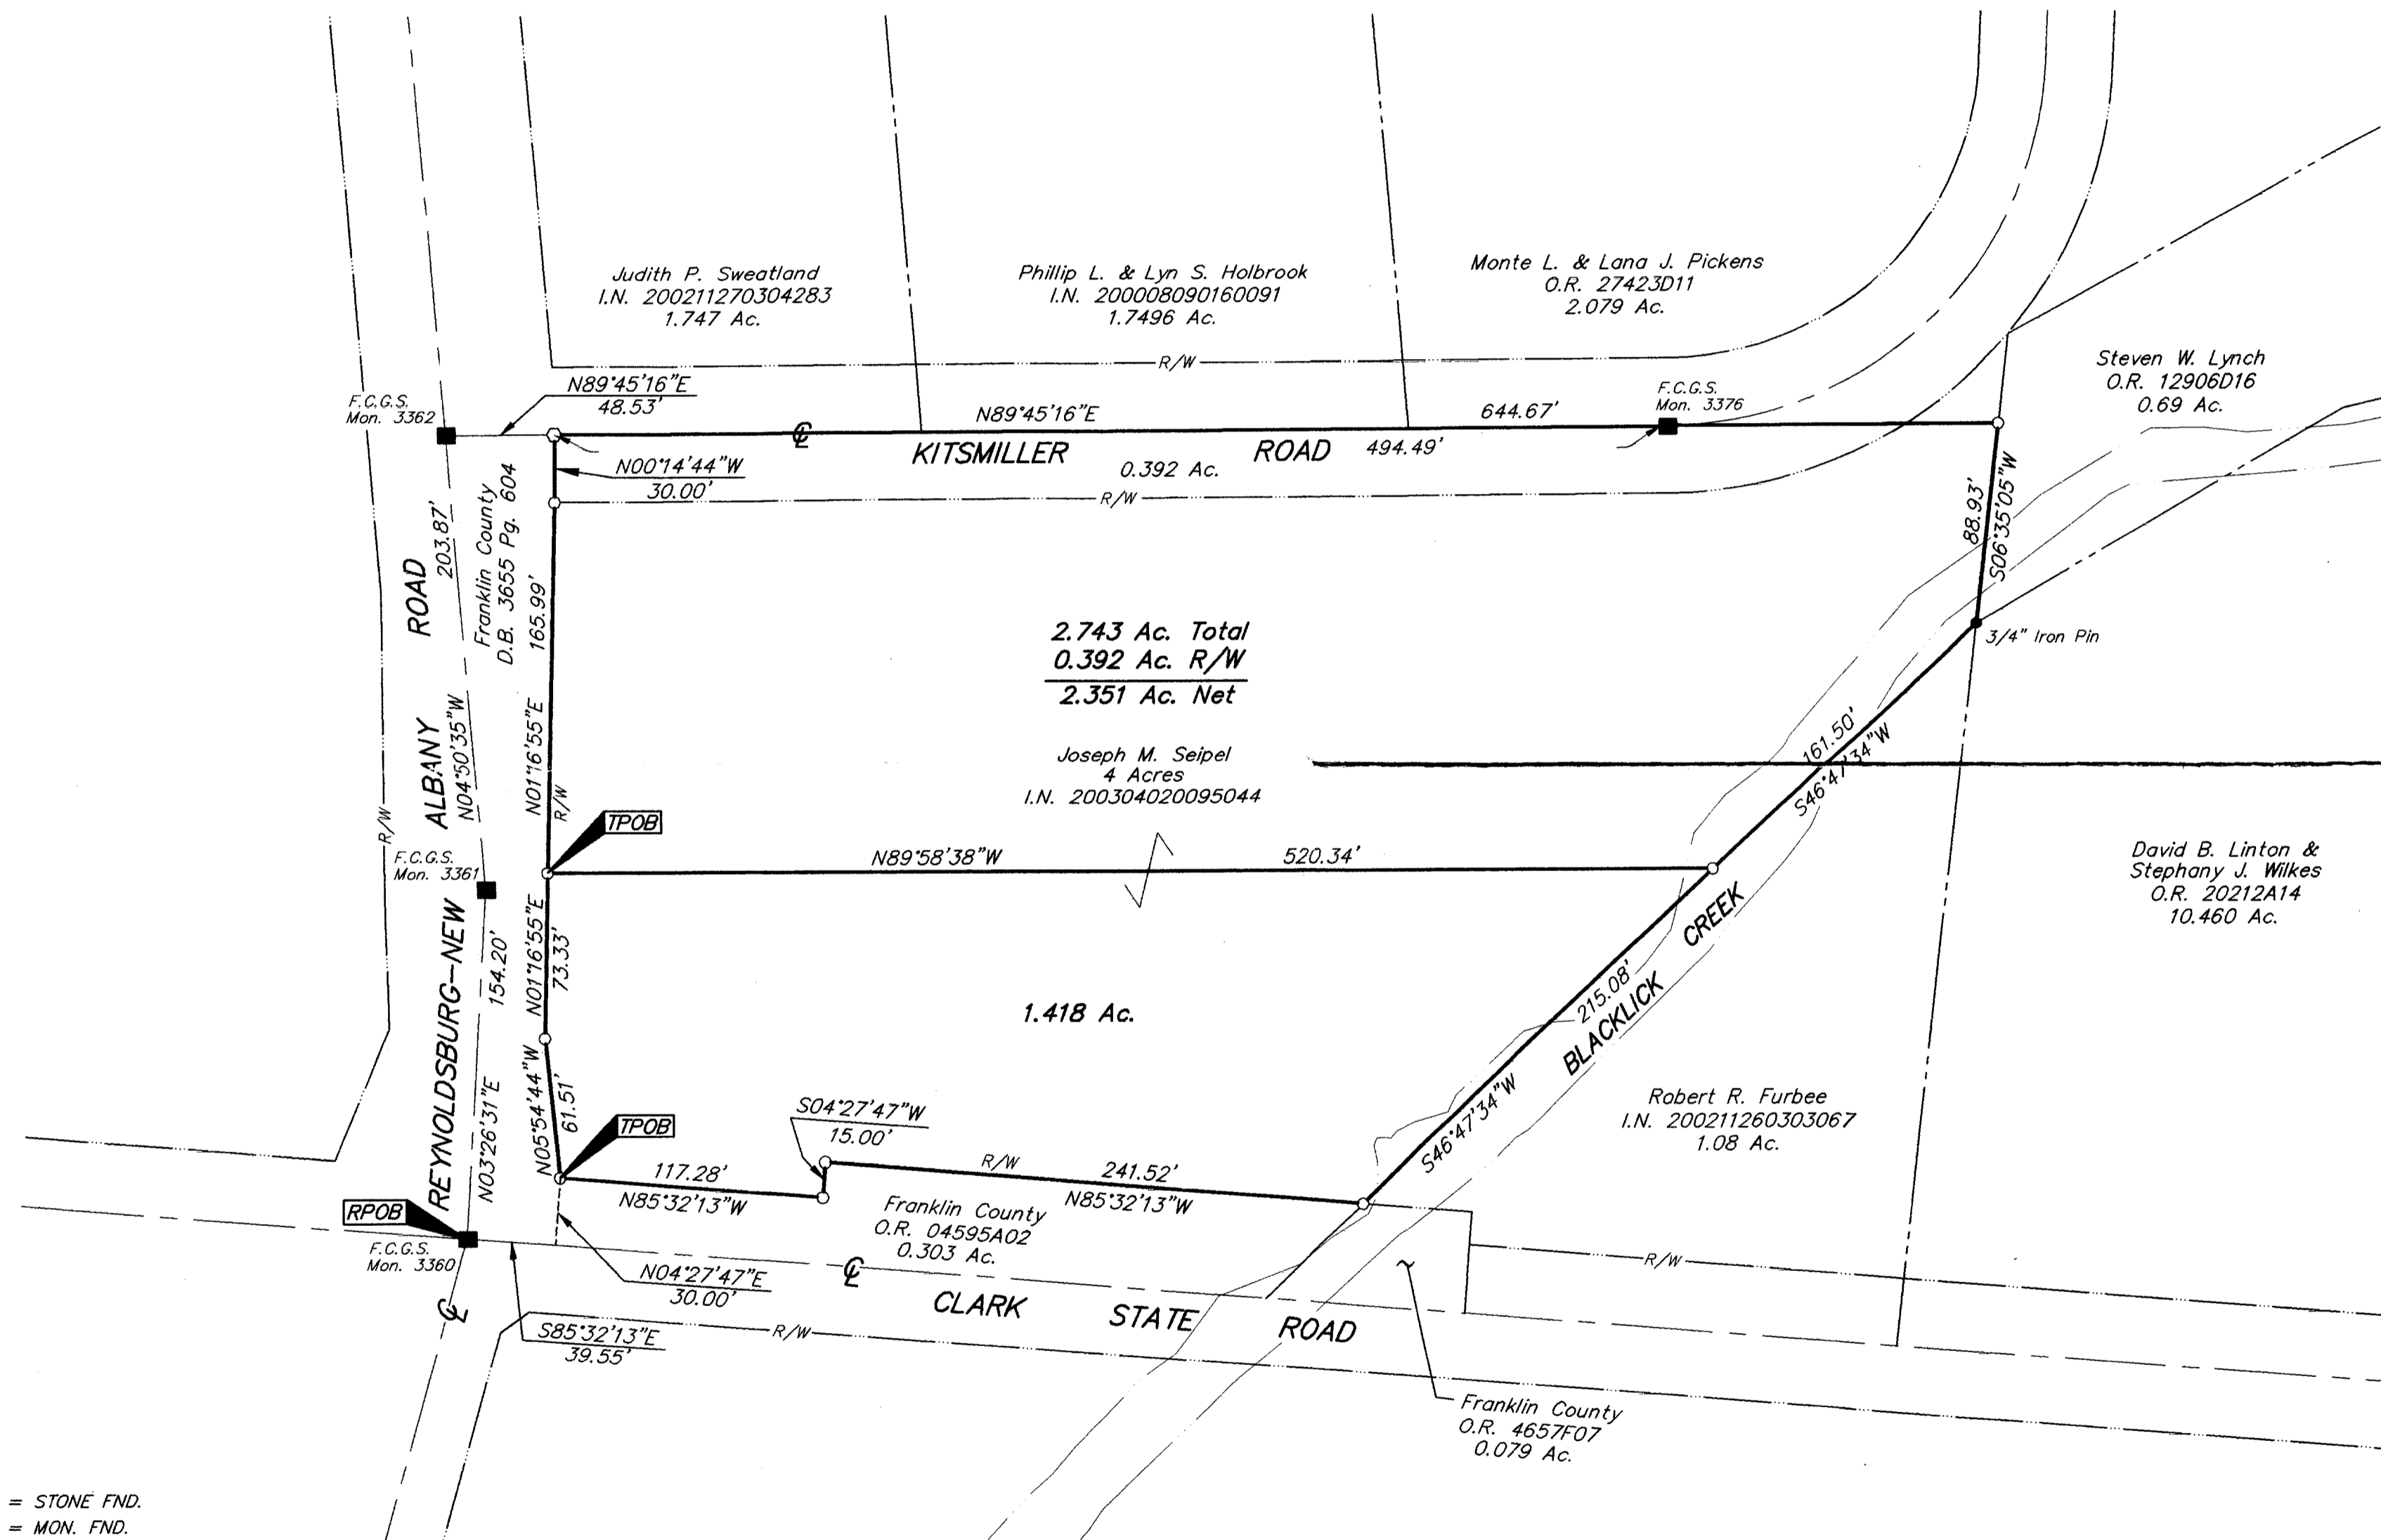 Judith P. Sweatland
I.N. 200211270304283
1.747 Ac.
Phillip L. & Lyn S. Holbrook
I.N. 200008090160091
1.7496 Ac.
Monte L. & Lana J. Pickens
O.R. 27423D11
2.079 Ac.
Steven W. Lynch
O.R. 12906D16
0.69 Ac.
R/W
F.C.G.S.
Mon. 3362
N89°45'16"E
48.53'
N89°45'16"E
644.67'
F.C.G.S.
Mon. 3376
℄
KITSMILLER ROAD
494.49'
0.392 Ac.
N00°14'44"W
30.00'
R/W
88.93'
S06°35'05"W
3/4" Iron Pin
203.87'
Franklin County
D.B. 3655 Pg. 604
165.99'
N01°16'55"E
R/W
N04°50'35"W
REYNOLDSBURG-NEW ALBANY ROAD
R/W
2.743 Ac. Total
0.392 Ac. R/W
2.351 Ac. Net
Joseph M. Seipel
4 Acres
I.N. 200304020095044
161.50'
S46°47'34"W
TPOB
N89°58'38"W
520.34'
F.C.G.S.
Mon. 3361
David B. Linton &
Stephany J. Wilkes
O.R. 20212A14
10.460 Ac.
154.20'
N3°26'31"E
N01°16'55"E
73.33'
1.418 Ac.
215.08'
S46°47'34"W
BLACKLICK CREEK
N05°54'44"W
61.51'
TPOB
S04°27'47"W
15.00'
117.28'
N85°32'13"W
R/W
241.52'
N85°32'13"W
Robert R. Furbee
I.N. 200211260303067
1.08 Ac.
RPOB
F.C.G.S.
Mon. 3360
Franklin County
O.R. 04595A02
0.303 Ac.
R/W
N04°27'47"E
30.00'
℄
℄
CLARK STATE ROAD
S85°32'13"E
39.55'
R/W
Franklin County
O.R. 4657F07
0.079 Ac.
= STONE FND.
= MON. FND.